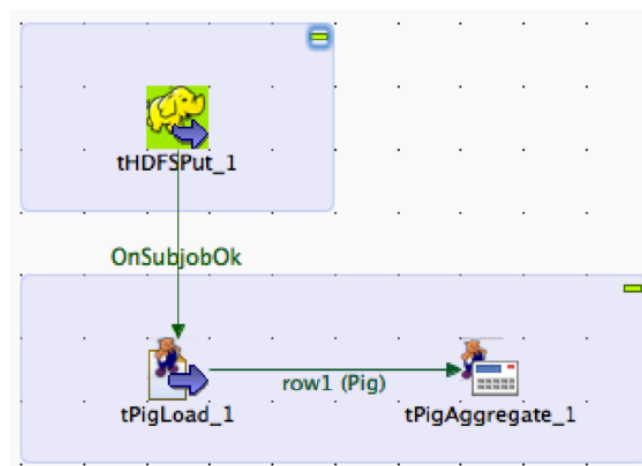 tHDFSPut_1
OnSubjobOk
row1 (Pig)
tPigLoad_1
tPigAggregate_1